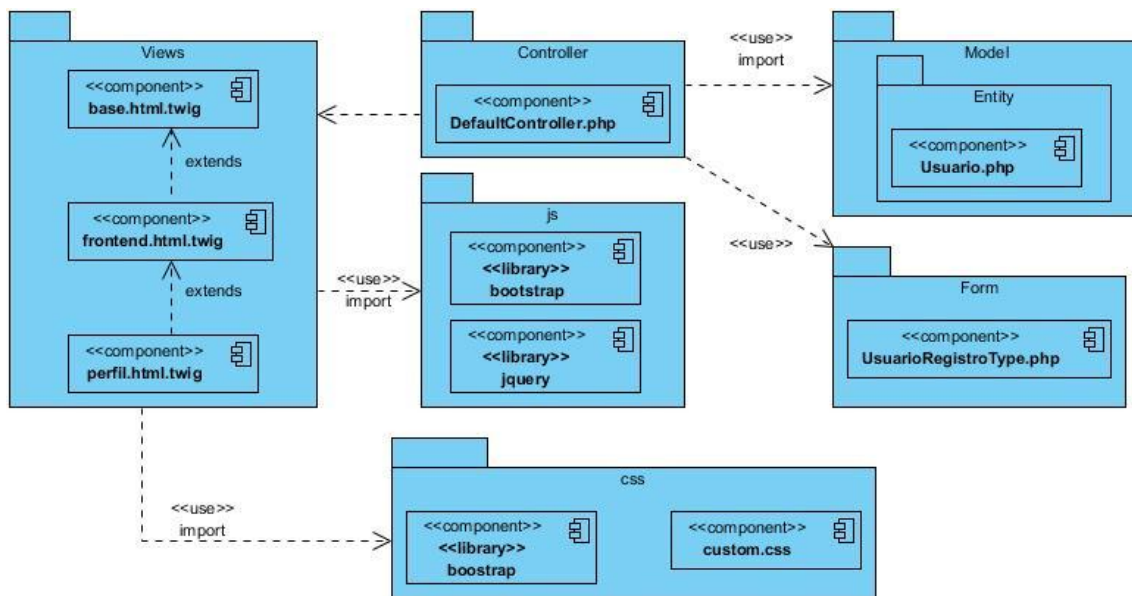 Views
<<component>>
base.html.twig
extends
<<component>>
frontend.html.twig
extends
<<component>>
perfil.html.twig
Controller
<<component>>
DefaultController.php
<<use>>
import
Model
Entity
<<component>>
Usuario.php
<<use>>
import
js
<<component>>
<<library>>
bootstrap
<<component>>
<<library>>
jquery
<<use>>
Form
<<component>>
UsuarioRegistroType.php
<<use>>
import
css
<<component>>
<<library>>
boostrap
<<component>>
custom.css